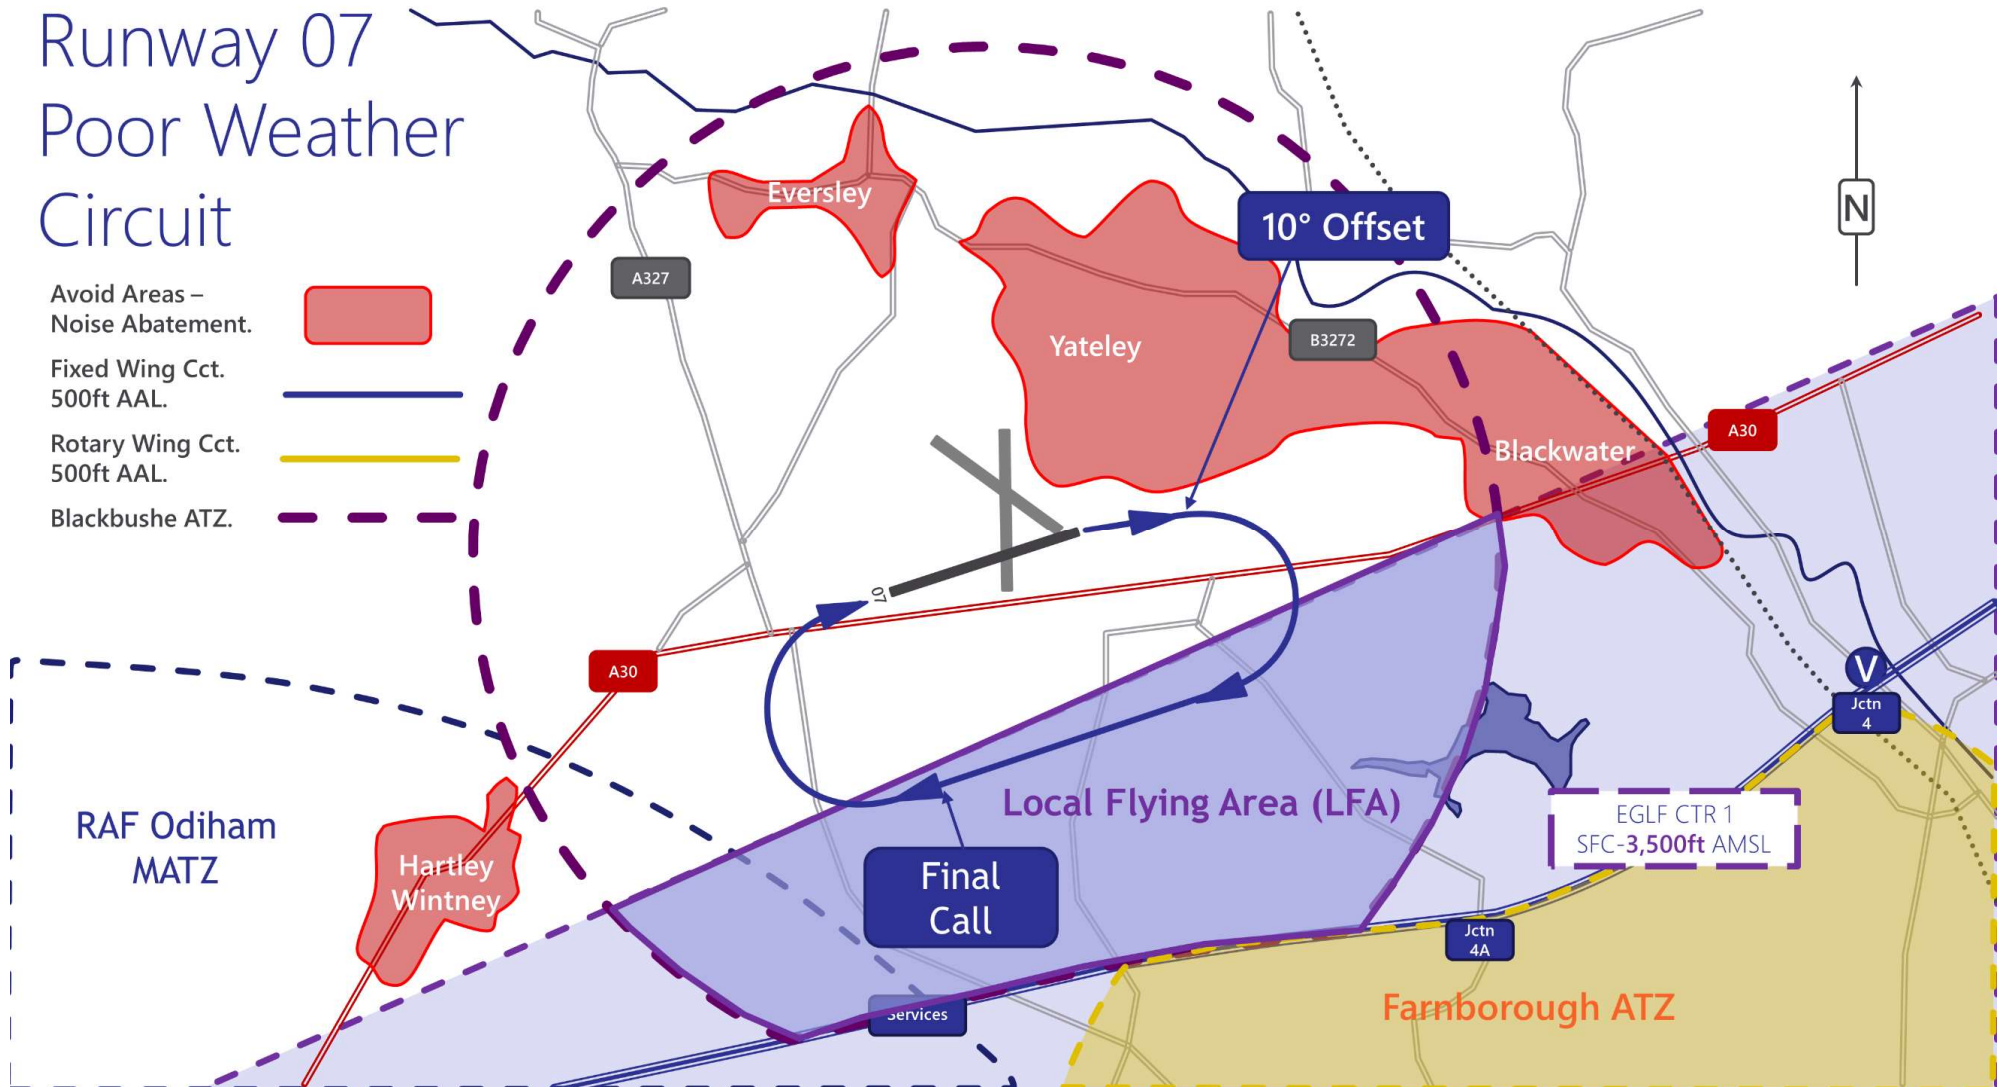 Runway 07
Poor Weather
Circuit
Avoid Areas –
Noise Abatement.
Fixed Wing Cct.
500ft AAL.
Rotary Wing Cct.
500ft AAL.
Blackbushe ATZ.
Eversley
A327
Yateley
10° Offset
B3272
N
A30
Blackwater
07
A30
V
Jctn
4
RAF Odiham
MATZ
Hartley
Wintney
Local Flying Area (LFA)
EGLF CTR 1
SFC-3,500ft AMSL
Final
Call
Jctn
4A
Services
Farnborough ATZ